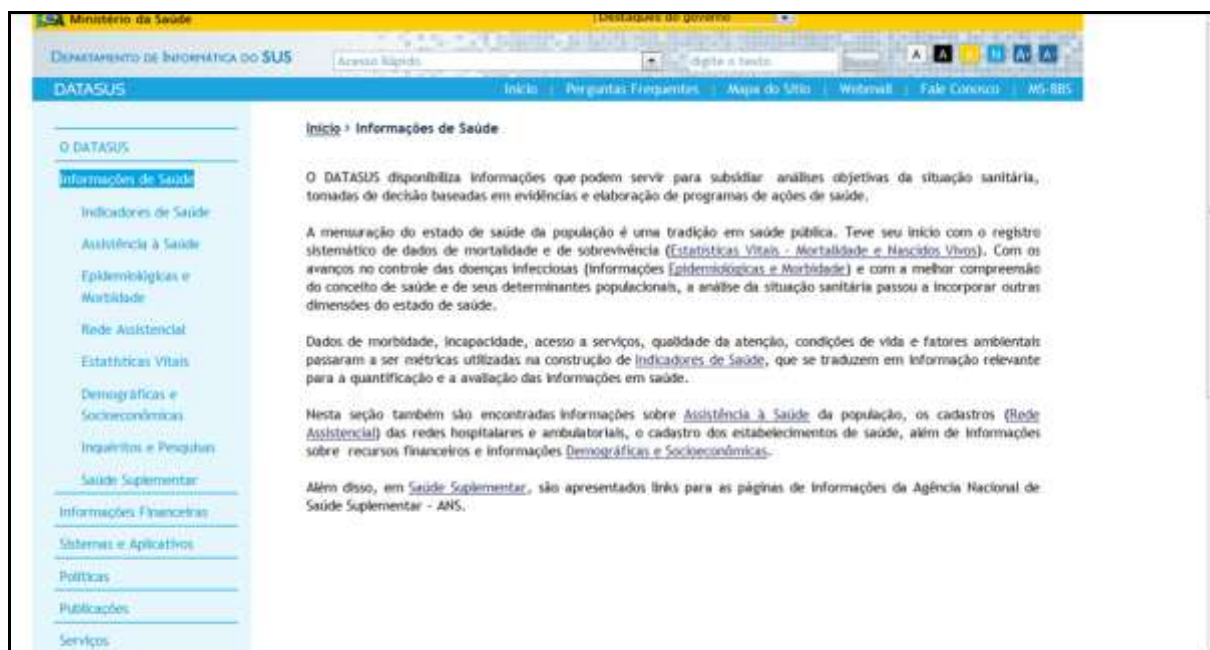 Ministério da Saúde
Destaques do governo
DEPARTAMENTO DE INFORMÁTICA DO SUS
Acesso Rápido
digite o texto
A A A N A+ A-
DATASUS
Início | Perguntas Frequentes | Mapa do Sítio | Webmail | Fale Conosco | MS-BBS
O DATASUS
Informações de Saúde
Indicadores de Saúde
Assistência à Saúde
Epidemiológicas e
Morbidade
Rede Assistencial
Estatísticas Vitais
Demográficas e
Socioeconômicas
Inquéritos e Pesquisas
Saúde Suplementar
Informações Financeiras
Sistemas e Aplicativos
Políticas
Publicações
Serviços
Início > Informações de Saúde
O DATASUS disponibiliza informações que podem servir para subsidiar análises objetivas da situação sanitária,
tomadas de decisão baseadas em evidências e elaboração de programas de ações de saúde.
A mensuração do estado de saúde da população é uma tradição em saúde pública. Teve seu início com o registro
sistemático de dados de mortalidade e de sobrevivência (Estatísticas Vitais - Mortalidade e Nascidos Vivos). Com os
avanços no controle das doenças infecciosas (informações Epidemiológicas e Morbidade) e com a melhor compreensão
do conceito de saúde e de seus determinantes populacionais, a análise da situação sanitária passou a incorporar outras
dimensões do estado de saúde.
Dados de morbidade, incapacidade, acesso a serviços, qualidade da atenção, condições de vida e fatores ambientais
passaram a ser métricas utilizadas na construção de Indicadores de Saúde, que se traduzem em informação relevante
para a quantificação e a avaliação das informações em saúde.
Nesta seção também são encontradas informações sobre Assistência à Saúde da população, os cadastros (Rede
Assistencial) das redes hospitalares e ambulatoriais, o cadastro dos estabelecimentos de saúde, além de informações
sobre recursos financeiros e informações Demográficas e Socioeconômicas.
Além disso, em Saúde Suplementar, são apresentados links para as páginas de informações da Agência Nacional de
Saúde Suplementar - ANS.